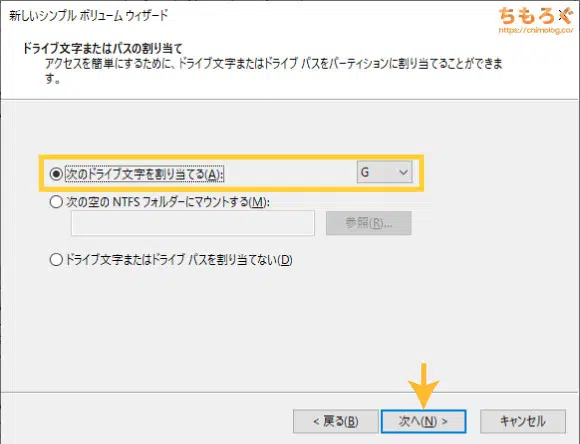 新しいシンプル ボリューム ウィザード
ちもろぐ
https://chimolog.co/
ドライブ文字またはパスの割り当て
アクセスを簡単にするために、ドライブ文字またはドライブ パスをパーティションに割り当てることができま
す。
次のドライブ文字を割り当てる(A): G
次の空の NTFS フォルダーにマウントする(M):
参照(R)...
ドライブ文字またはドライブ パスを割り当てない(D)
< 戻る(B) 次へ(N) > キャンセル